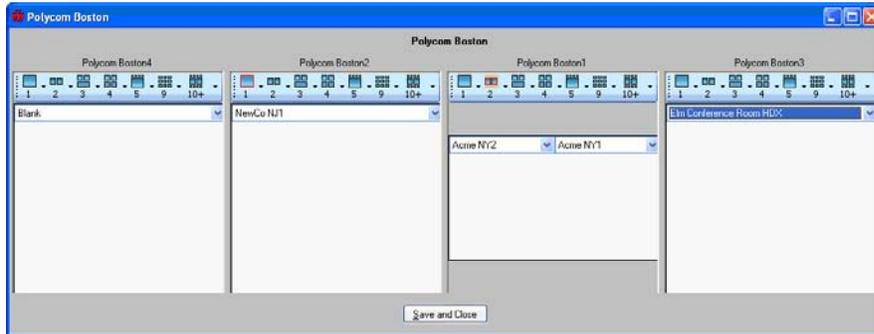 Polycom Boston
Polycom Boston
Polycom Boston4 Polycom Boston2 Polycom Boston1 Polycom Boston3
1 2 3 4 5 9 10+ 1 2 3 4 5 9 10+ 1 2 3 4 5 9 10+ 1 2 3 4 5 9 10+
Blank NewCo NJ1 Elm Conference Room HDX
Acme NY2 Acme NY1
Save and Close